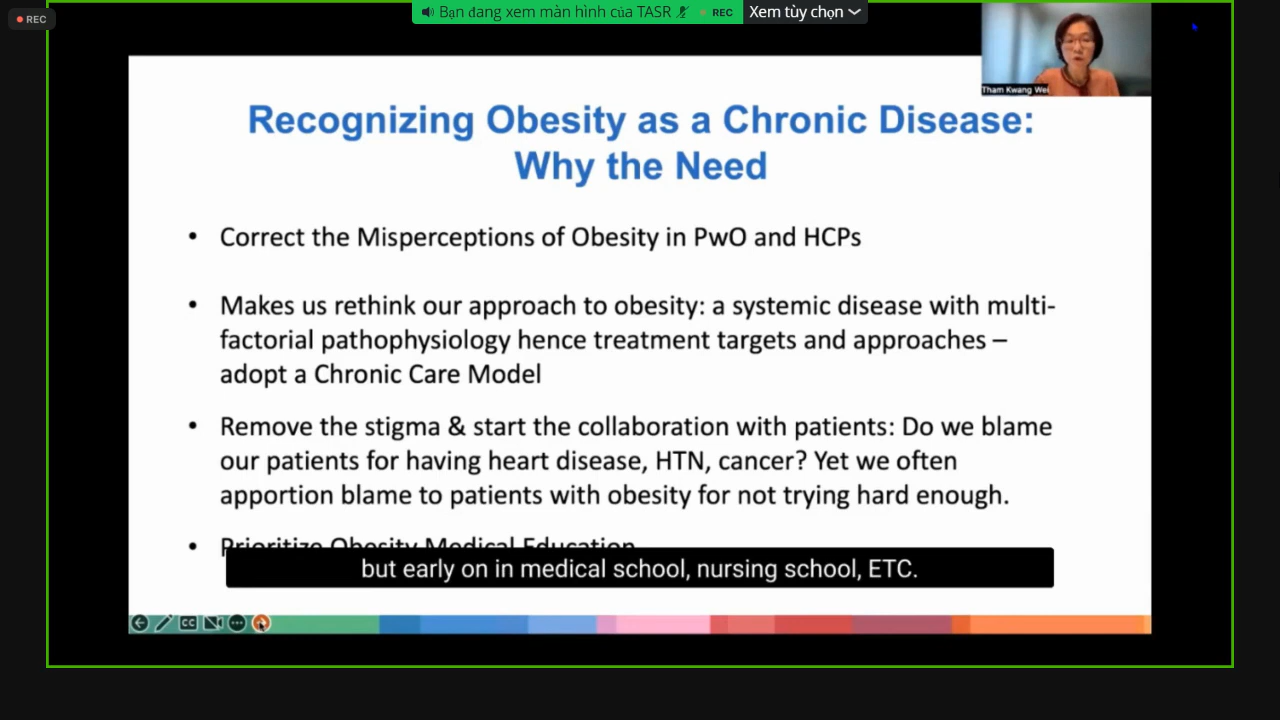 REC
Bạn đang xem màn hình của TASR
REC
Xem tùy chọn
Tham Kwang Wei
Recognizing Obesity as a Chronic Disease:
Why the Need
• Correct the Misperceptions of Obesity in PwO and HCPs
• Makes us rethink our approach to obesity: a systemic disease with multi-
factorial pathophysiology hence treatment targets and approaches –
adopt a Chronic Care Model
• Remove the stigma & start the collaboration with patients: Do we blame
our patients for having heart disease, HTN, cancer? Yet we often
apportion blame to patients with obesity for not trying hard enough.
• Prioritize Obesity Medical Education
but early on in medical school, nursing school, ETC.
CC